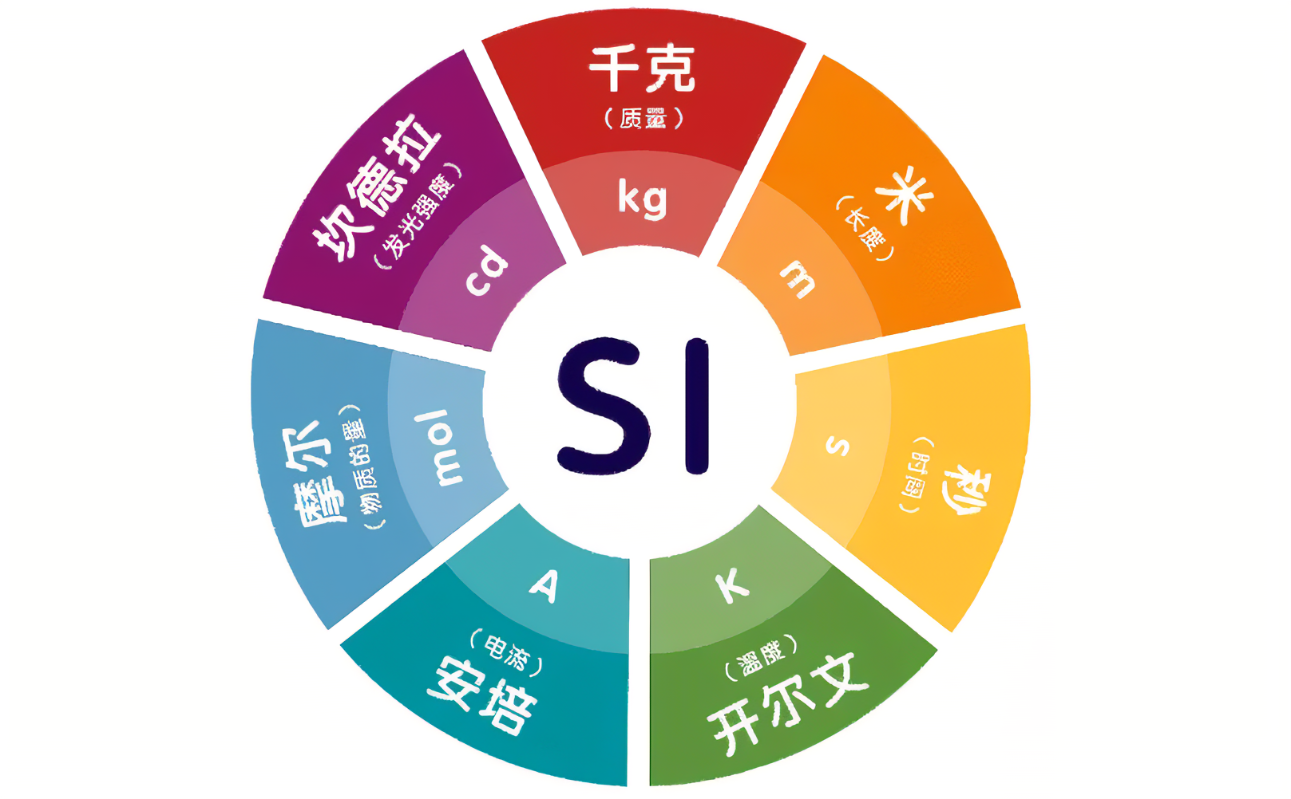 千克
（质量）
kg
米
（长度）
m
秒
（时间）
s
开尔文
（温度）
K
安培
（电流）
A
摩尔
（物质的量）
mol
坎德拉
（发光强度）
cd
SI